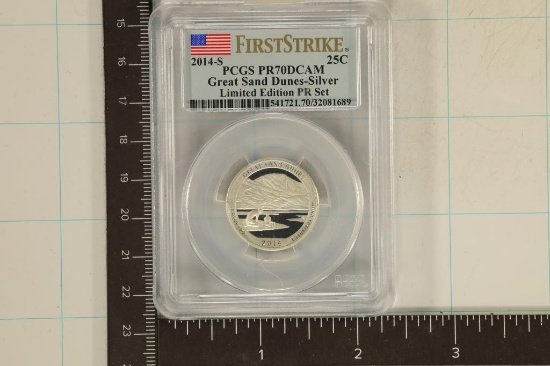 FIRSTSTRIKE®
2014-S 25C
PCGS PR70DCAM
Great Sand Dunes-Silver
Limited Edition PR Set
541721.70/32081689
15
16
17
18
19
20
21
22
23
1 2 3